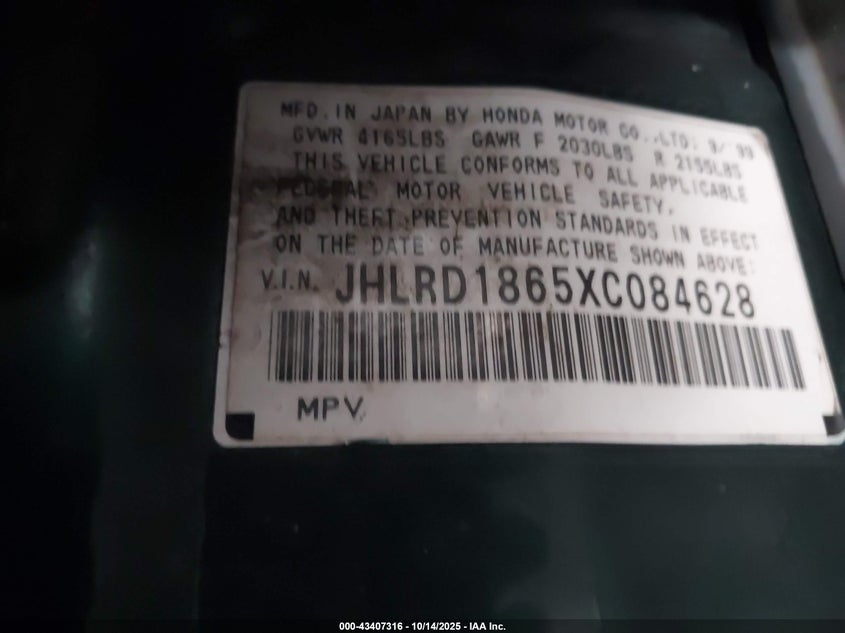 MFD. IN JAPAN BY HONDA MOTOR CO.,LTD. 9/'99
GVWR 4165LBS GAWR F 2030LBS R 2155LBS
THIS VEHICLE CONFORMS TO ALL APPLICABLE
FEDERAL MOTOR VEHICLE SAFETY,
AND THEFT PREVENTION STANDARDS IN EFFECT
ON THE DATE OF MANUFACTURE SHOWN ABOVE:
V.I.N. JHLRD1865XC084628
MPV
000-43407316 - 10/14/2025 - IAA Inc.